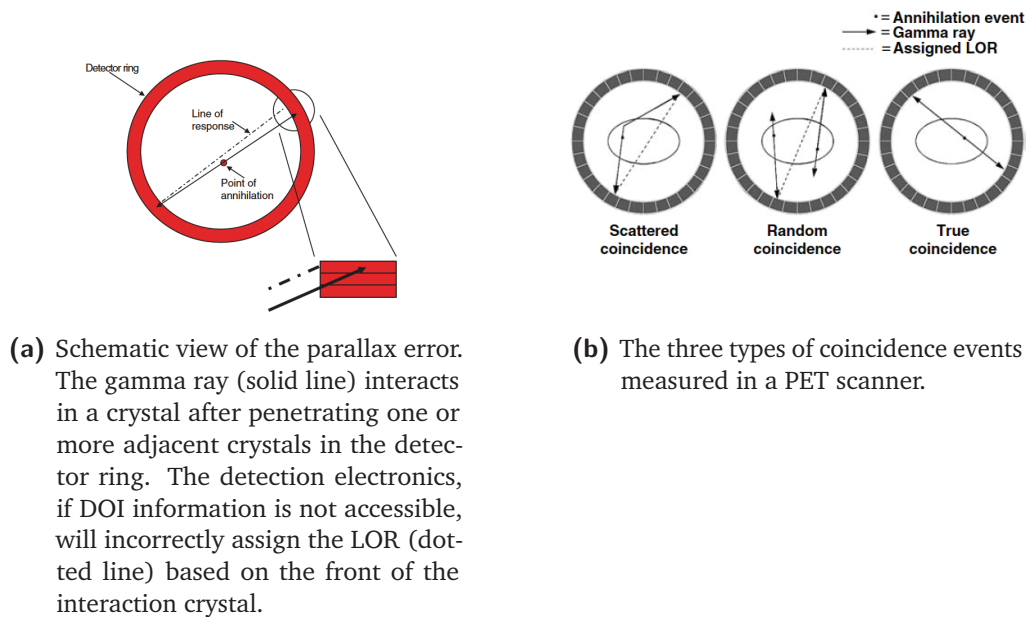 Detector ring
Line of
response
Point of
annihilation
(a) Schematic view of the parallax error.
The gamma ray (solid line) interacts
in a crystal after penetrating one or
more adjacent crystals in the detec-
tor ring. The detection electronics,
if DOI information is not accessible,
will incorrectly assign the LOR (dot-
ted line) based on the front of the
interaction crystal.
= Annihilation event
= Gamma ray
= Assigned LOR
Scattered
coincidence
Random
coincidence
True
coincidence
(b) The three types of coincidence events
measured in a PET scanner.